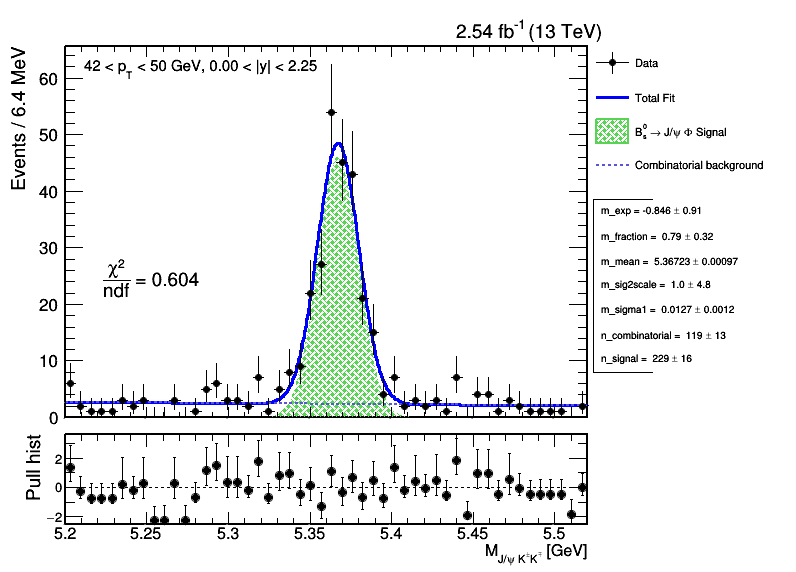 2.54 fb⁻¹ (13 TeV)
Events / 6.4 MeV
42 < p_T < 50 GeV, 0.00 < |y| < 2.25
60
50
40
30
20
10
0
χ²
ndf = 0.604
Data
Total Fit
B⁰_s → J/ψ Φ Signal
Combinatorial background
m_exp = -0.846 ± 0.91
m_fraction = 0.79 ± 0.32
m_mean = 5.36723 ± 0.00097
m_sig2scale = 1.0 ± 4.8
m_sigma1 = 0.0127 ± 0.0012
n_combinatorial = 119 ± 13
n_signal = 229 ± 16
Pull hist
2
0
−2
5.2 5.25 5.3 5.35 5.4 5.45 5.5
M_J/ψ K^±K^∓ [GeV]